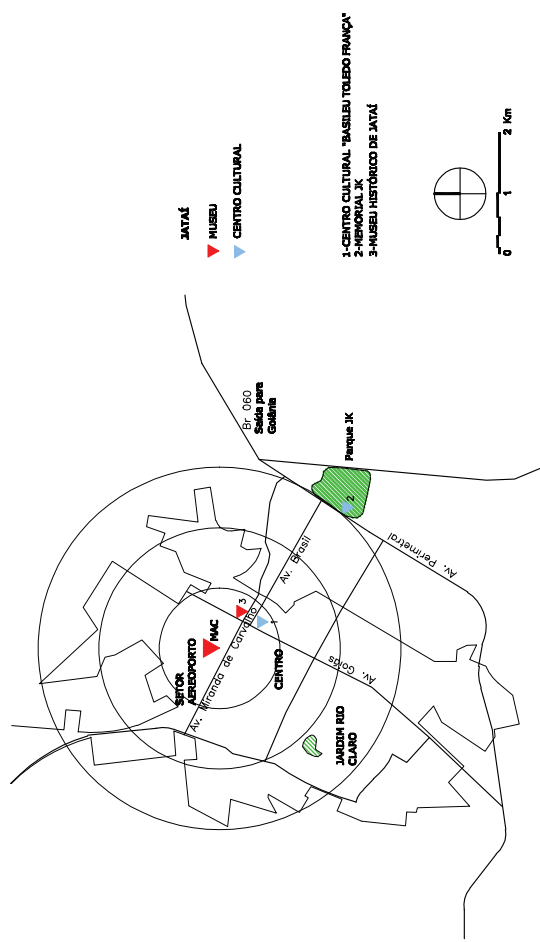 JATAÍ
MUSEU
CENTRO CULTURAL
1-CENTRO CULTURAL "BASILEU TOLEDO FRANÇA"
2-MEMORIAL JK
3-MUSEU HISTÓRICO DE JATAÍ
0 1 2 Km
Br 060
Saída para
Goiânia
Parque JK
2
Av. Perimetral
Av. Brasil
3
1
MAC
SETOR
AEREOPORTO
Av. Miranda de Carvalho
CENTRO
Av. Goiás
JARDIM RIO
CLARO